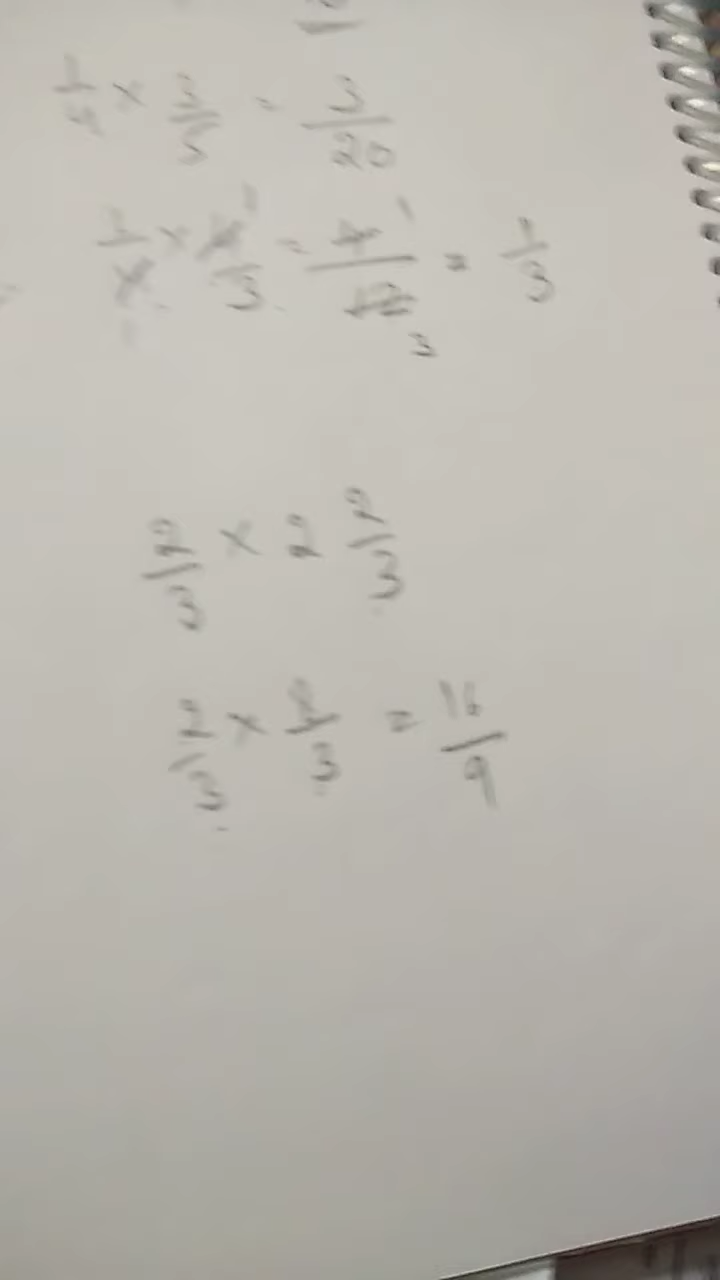 1/4 × 3/5 = 3/20
1/4 × 4/3 = 4/12 = 1/3
2/3 × 2 2/3
2/3 × 8/3 = 16/9